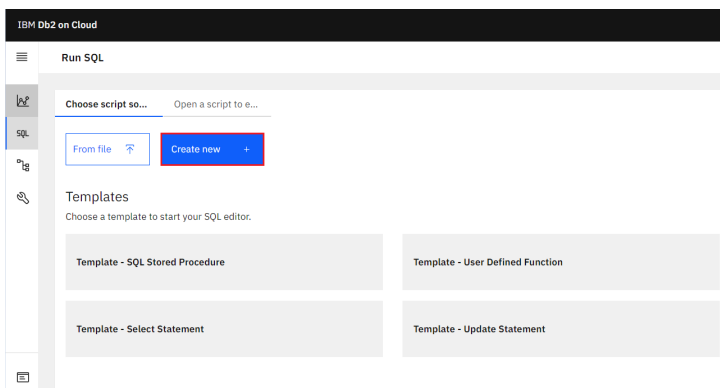 IBM Db2 on Cloud
Run SQL
Choose script so... Open a script to e...
SQL
From file Create new +
Templates
Choose a template to start your SQL editor.
Template - SQL Stored Procedure Template - User Defined Function
Template - Select Statement Template - Update Statement